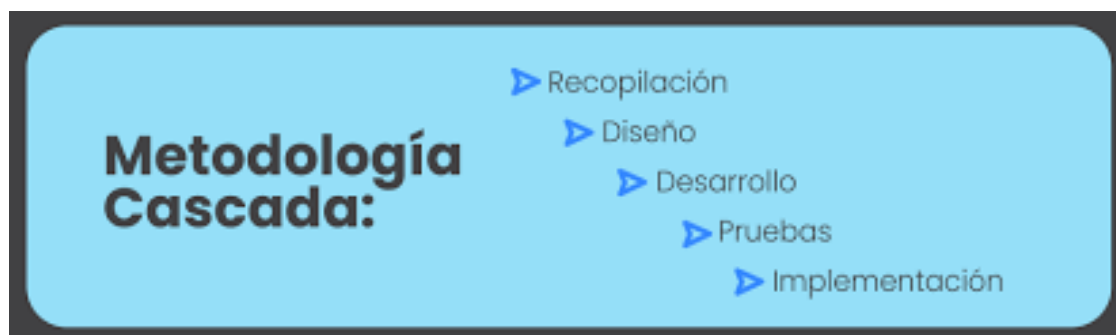 Metodología
Cascada:
Recopilación
Diseño
Desarrollo
Pruebas
Implementación